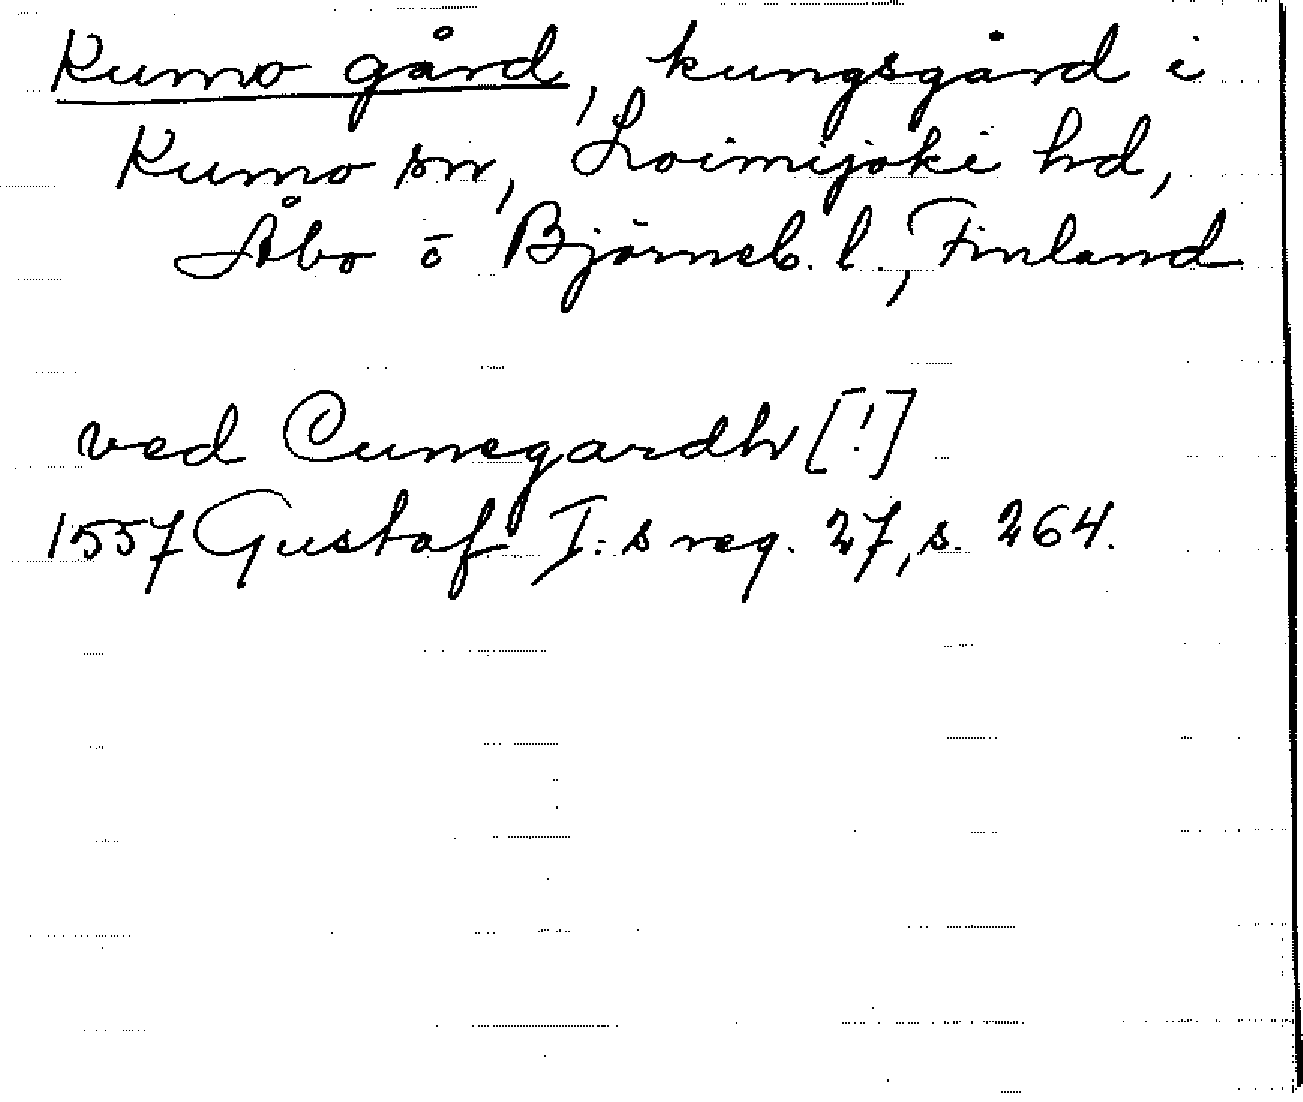 Kumo gård, kungsgård i
Kumo sn, Loimijoki hd,
Åbo o Björneb. l., Finland
ved Cunegardh [!]
1557 Gustaf I:s reg. 27, s. 264.